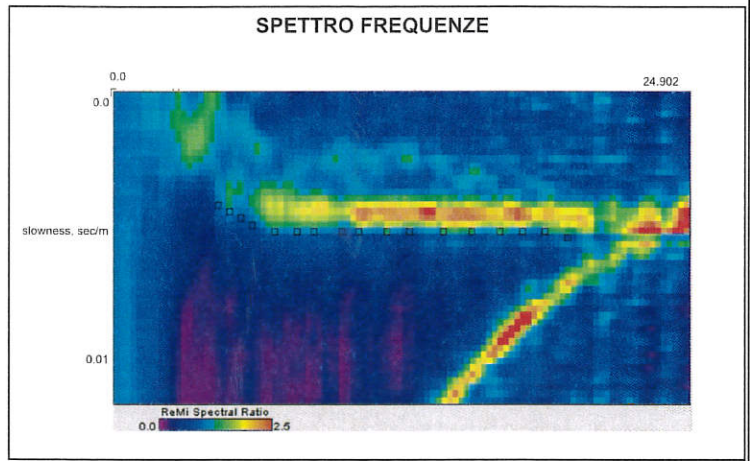 SPETTRO FREQUENZE
0.0
24.902
0.0
slowness, sec/m
0.01
ReMi Spectral Ratio
0.0
2.5